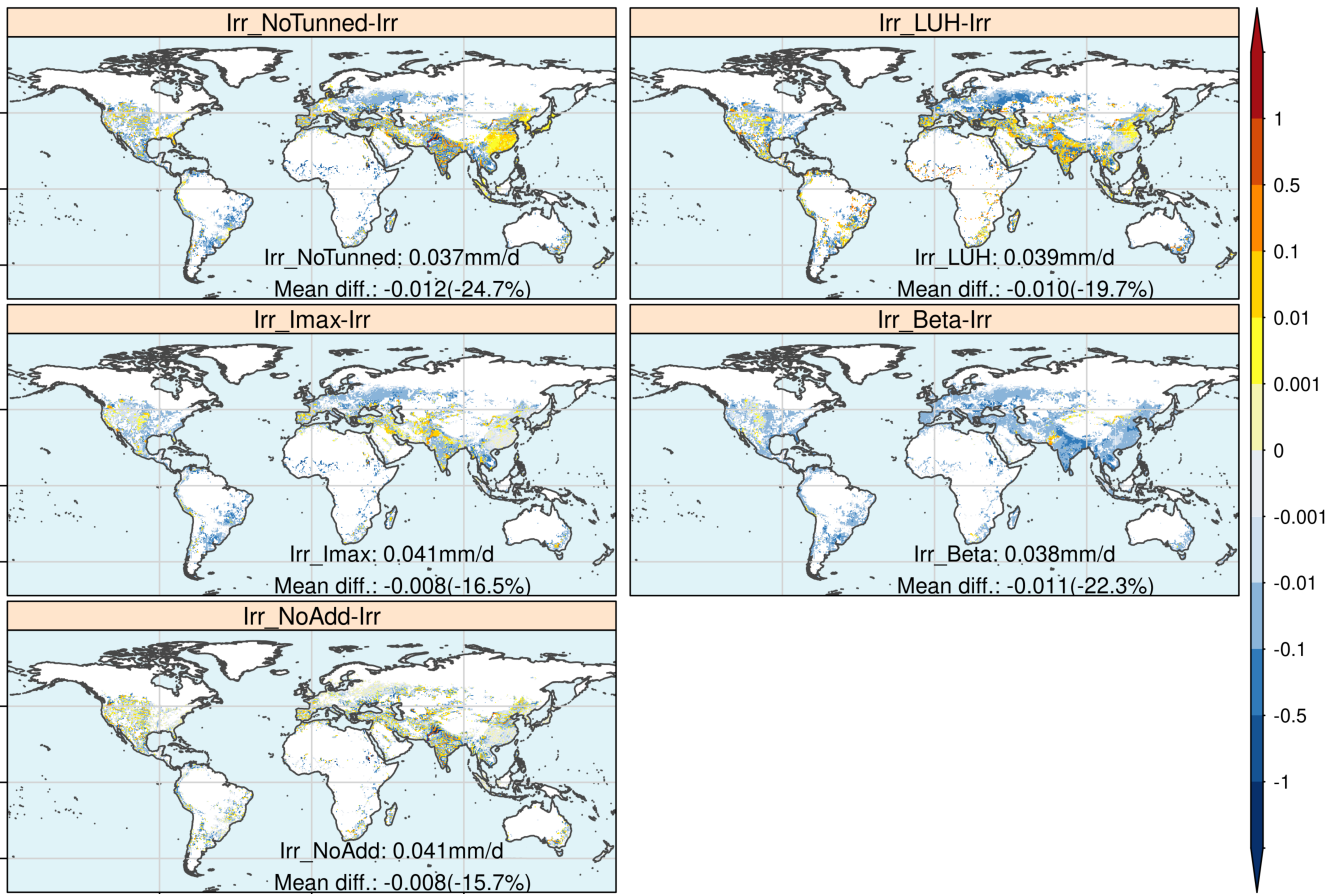 Irr_NoTunned-Irr
Irr_NoTunned: 0.037mm/d
Mean diff.: -0.012(-24.7%)
Irr_LUH-Irr
Irr_LUH: 0.039mm/d
Mean diff.: -0.010(-19.7%)
Irr_Imax-Irr
Irr_Imax: 0.041mm/d
Mean diff.: -0.008(-16.5%)
Irr_Beta-Irr
Irr_Beta: 0.038mm/d
Mean diff.: -0.011(-22.3%)
Irr_NoAdd-Irr
Irr_NoAdd: 0.041mm/d
Mean diff.: -0.008(-15.7%)
1
0.5
0.1
0.01
0.001
0
-0.001
-0.01
-0.1
-0.5
-1